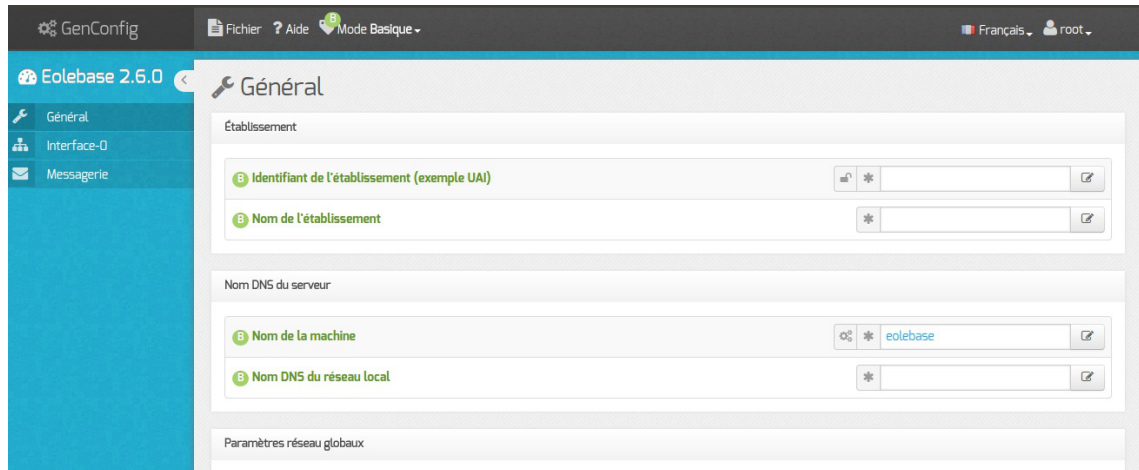 GenConfig
Fichier ? Aide B Mode Basique
Français root
Eolebase 2.6.0
Général
Interface-0
Messagerie
Général
Établissement
B Identifiant de l'établissement (exemple UAI)
B Nom de l'établissement
Nom DNS du serveur
B Nom de la machine
eolebase
B Nom DNS du réseau local
Paramètres réseau globaux